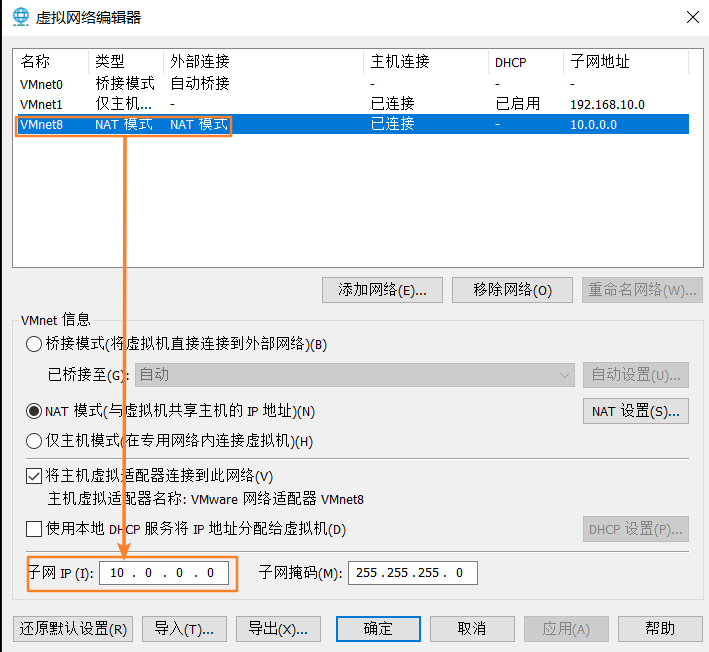 虚拟网络编辑器
名称 类型 外部连接 主机连接 DHCP 子网地址
VMnet0 桥接模式 自动桥接 - - -
VMnet1 仅主机... - 已连接 已启用 192.168.10.0
VMnet8 NAT 模式 NAT 模式 已连接 - 10.0.0.0
添加网络(E)... 移除网络(O) 重命名网络(W)...
VMnet 信息
桥接模式(将虚拟机直接连接到外部网络)(B)
已桥接至(G): 自动 自动设置(U)...
NAT 模式(与虚拟机共享主机的 IP 地址)(N) NAT 设置(S)...
仅主机模式(在专用网络内连接虚拟机)(H)
将主机虚拟适配器连接到此网络(V)
主机虚拟适配器名称: VMware 网络适配器 VMnet8
使用本地 DHCP 服务将 IP 地址分配给虚拟机(D) DHCP 设置(P)...
子网 IP (I): 10 . 0 . 0 . 0 子网掩码(M): 255 . 255 . 255 . 0
还原默认设置(R) 导入(T)... 导出(X)... 确定 取消 应用(A) 帮助